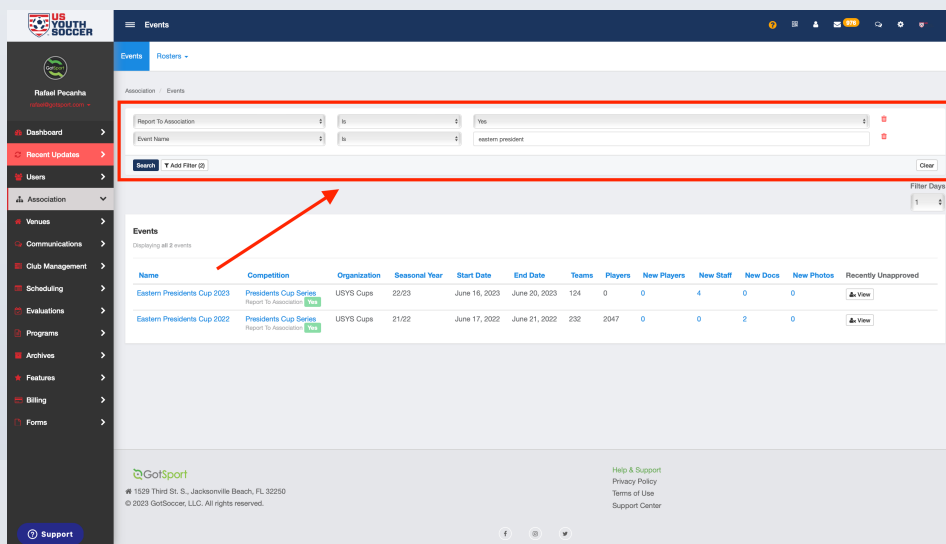 US
YOUTH
SOCCER
Events
Events
Rosters
GotSport
Rafael Pecanha
Association / Events
Report To Association
Is
Yes
Event Name
Is
eastern president
Search
Add Filter (2)
Clear
Filter Days
1
Dashboard
Recent Updates
Users
Association
Venues
Communications
Club Management
Scheduling
Evaluations
Programs
Archives
Features
Billing
Forms
Support
Events
Displaying all 2 events
Name Competition Organization Seasonal Year Start Date End Date Teams Players New Players New Staff New Docs New Photos Recently Unapproved
Eastern Presidents Cup 2023 Presidents Cup Series USYS Cups 22/23 June 16, 2023 June 20, 2023 124 0 0 4 0 0 View
Report To Association Yes
Eastern Presidents Cup 2022 Presidents Cup Series USYS Cups 21/22 June 17, 2022 June 21, 2022 232 2047 0 0 2 0 View
Report To Association Yes
GotSport
1529 Third St. S., Jacksonville Beach, FL 32250
© 2023 GotSoccer, LLC. All rights reserved.
Help & Support
Privacy Policy
Terms of Use
Support Center